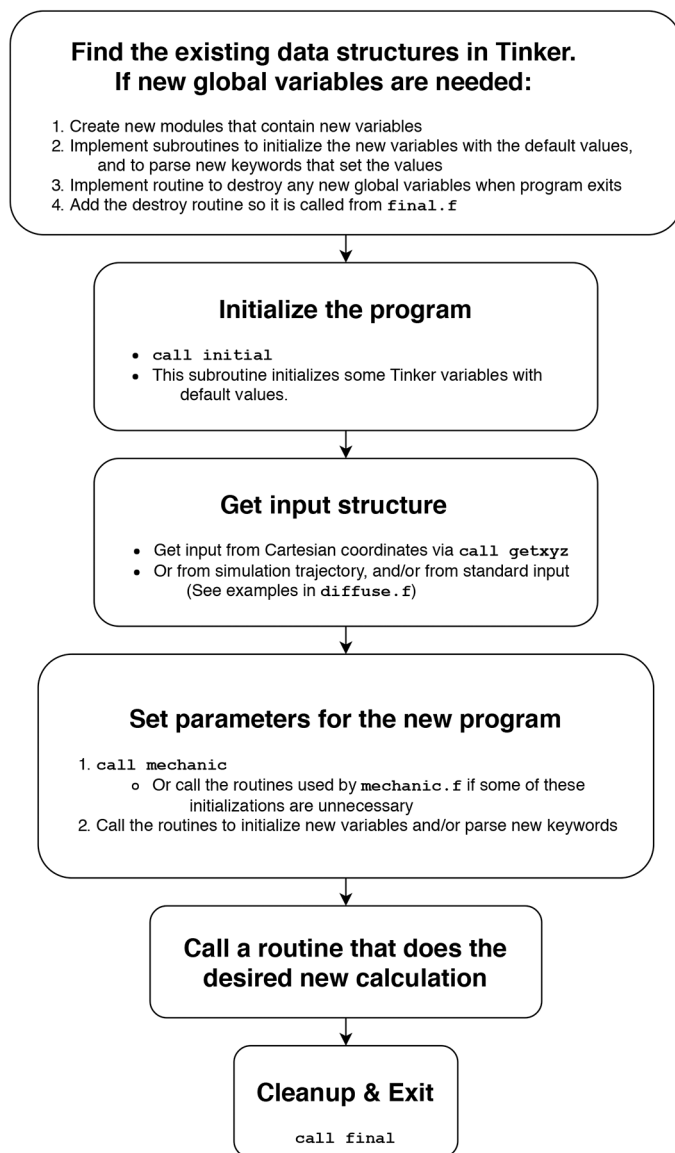 Find the existing data structures in Tinker.
If new global variables are needed:
1. Create new modules that contain new variables
2. Implement subroutines to initialize the new variables with the default values,
and to parse new keywords that set the values
3. Implement routine to destroy any new global variables when program exits
4. Add the destroy routine so it is called from final.f
Initialize the program
• call initial
• This subroutine initializes some Tinker variables with
default values.
Get input structure
• Get input from Cartesian coordinates via call getxyz
• Or from simulation trajectory, and/or from standard input
(See examples in diffuse.f)
Set parameters for the new program
1. call mechanic
o Or call the routines used by mechanic.f if some of these
initializations are unnecessary
2. Call the routines to initialize new variables and/or parse new keywords
Call a routine that does the
desired new calculation
Cleanup & Exit
call final